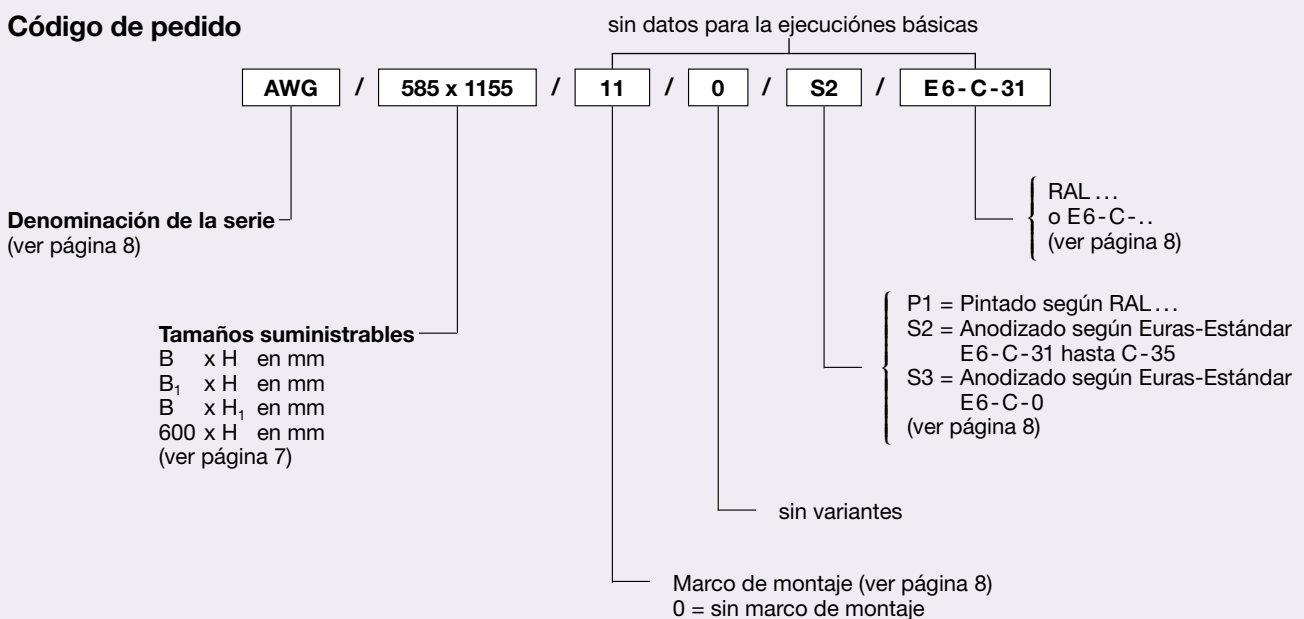 Código de pedido
sin datos para la ejecuciónes básicas
AWG / 585 x 1155 / 11 / 0 / S2 / E6-C-31
RAL ...
o E6-C-..
(ver página 8)
Denominación de la serie
(ver página 8)
P1 = Pintado según RAL...
S2 = Anodizado según Euras-Estándar
E6-C-31 hasta C-35
S3 = Anodizado según Euras-Estándar
E6-C-0
(ver página 8)
Tamaños suministrables
B x H en mm
B₁ x H en mm
B x H₁ en mm
600 x H en mm
(ver página 7)
sin variantes
Marco de montaje (ver página 8)
0 = sin marco de montaje